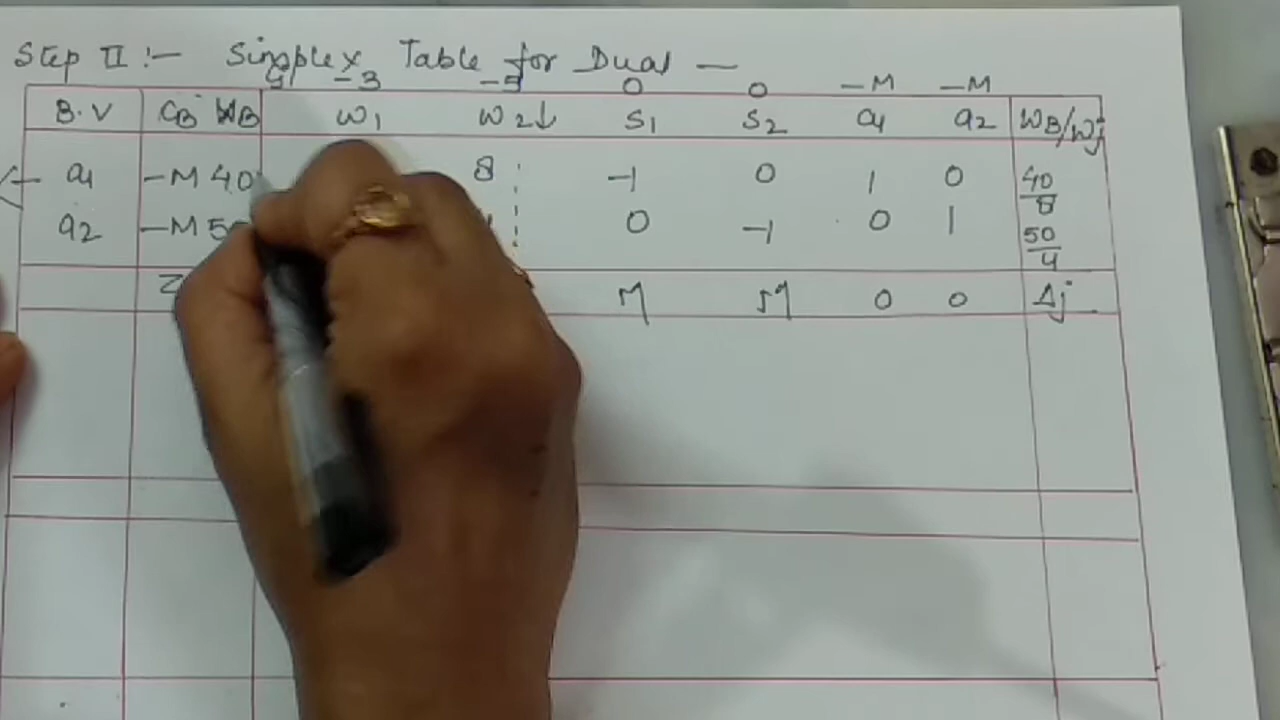 Step II :- Simplex Table for Dual —
-3 -5 0 0 -M -M
B.V CB WB W1 W2↓ S1 S2 a1 a2 WB/Wj
← a1 -M 40 8 -1 0 1 0 40/8
a2 -M 0 -1 0 1 50/4
M M 0 0 Δj